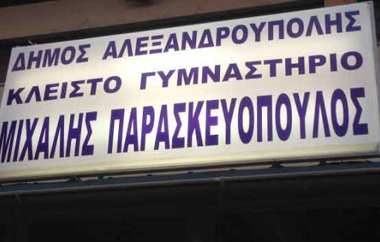 ΔΗΜΟΣ ΑΛΕΞΑΝΔΡΟΥΠΟΛΗΣ
ΚΛΕΙΣΤΟ ΓΥΜΝΑΣΤΗΡΙΟ
ΜΙΧΑΛΗΣ ΠΑΡΑΣΚΕΥΟΠΟΥΛΟΣ